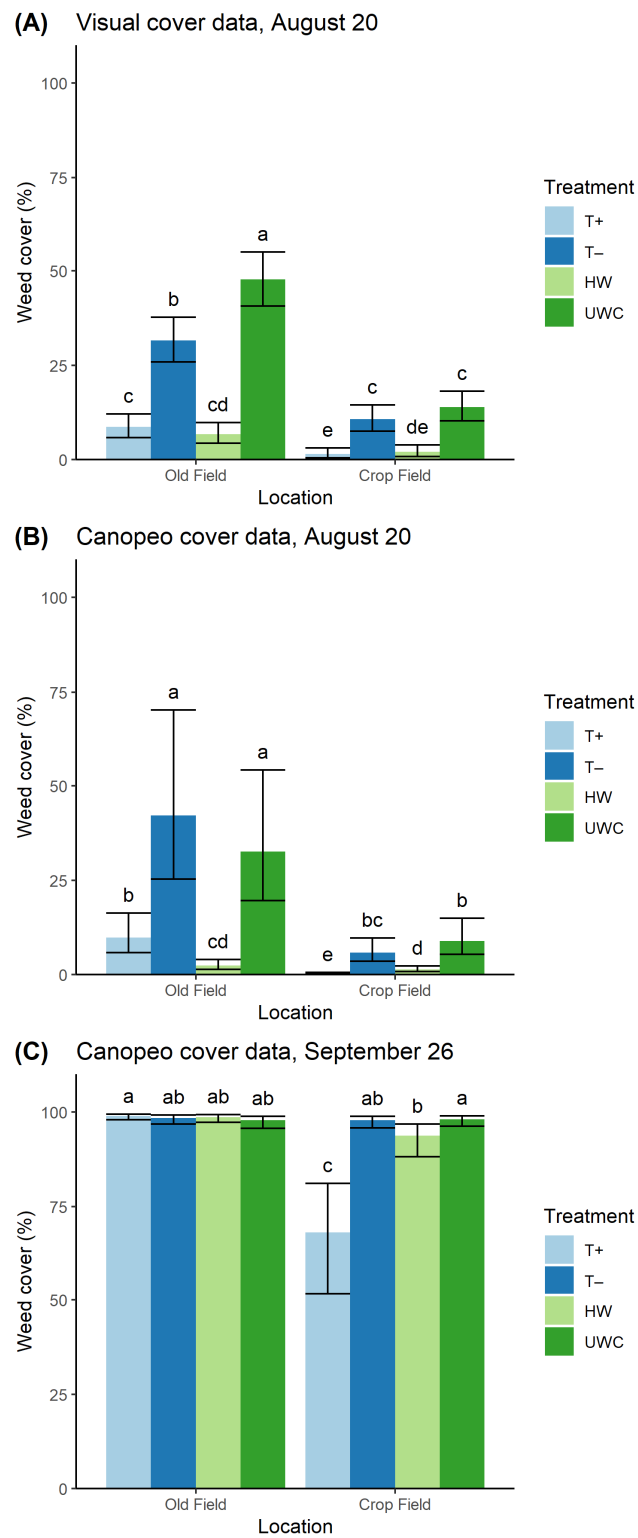 (A) Visual cover data, August 20
100
75
50
25
0
Weed cover (%)
c b cd a e c de c
Old Field Crop Field
Location
Treatment
T+
T–
HW
UWC
(B) Canopeo cover data, August 20
100
75
50
25
0
Weed cover (%)
b a cd a e bc d b
Old Field Crop Field
Location
Treatment
T+
T–
HW
UWC
(C) Canopeo cover data, September 26
100
75
50
25
0
Weed cover (%)
a ab ab ab c ab b a
Old Field Crop Field
Location
Treatment
T+
T–
HW
UWC